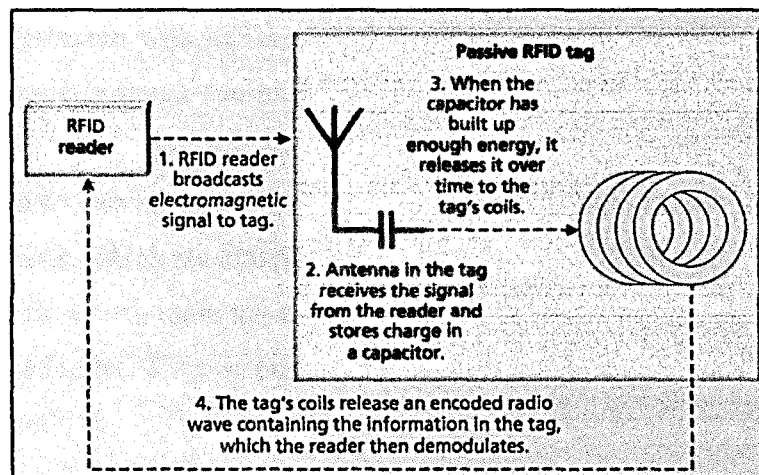 Passive RFID tag
RFID
reader
1. RFID reader
broadcasts
electromagnetic
signal to tag.
2. Antenna in the tag
receives the signal
from the reader and
stores charge in
a capacitor.
3. When the
capacitor has
built up
enough energy, it
releases it over
time to the
tag's coils.
4. The tag's coils release an encoded radio
wave containing the information in the tag,
which the reader then demodulates.